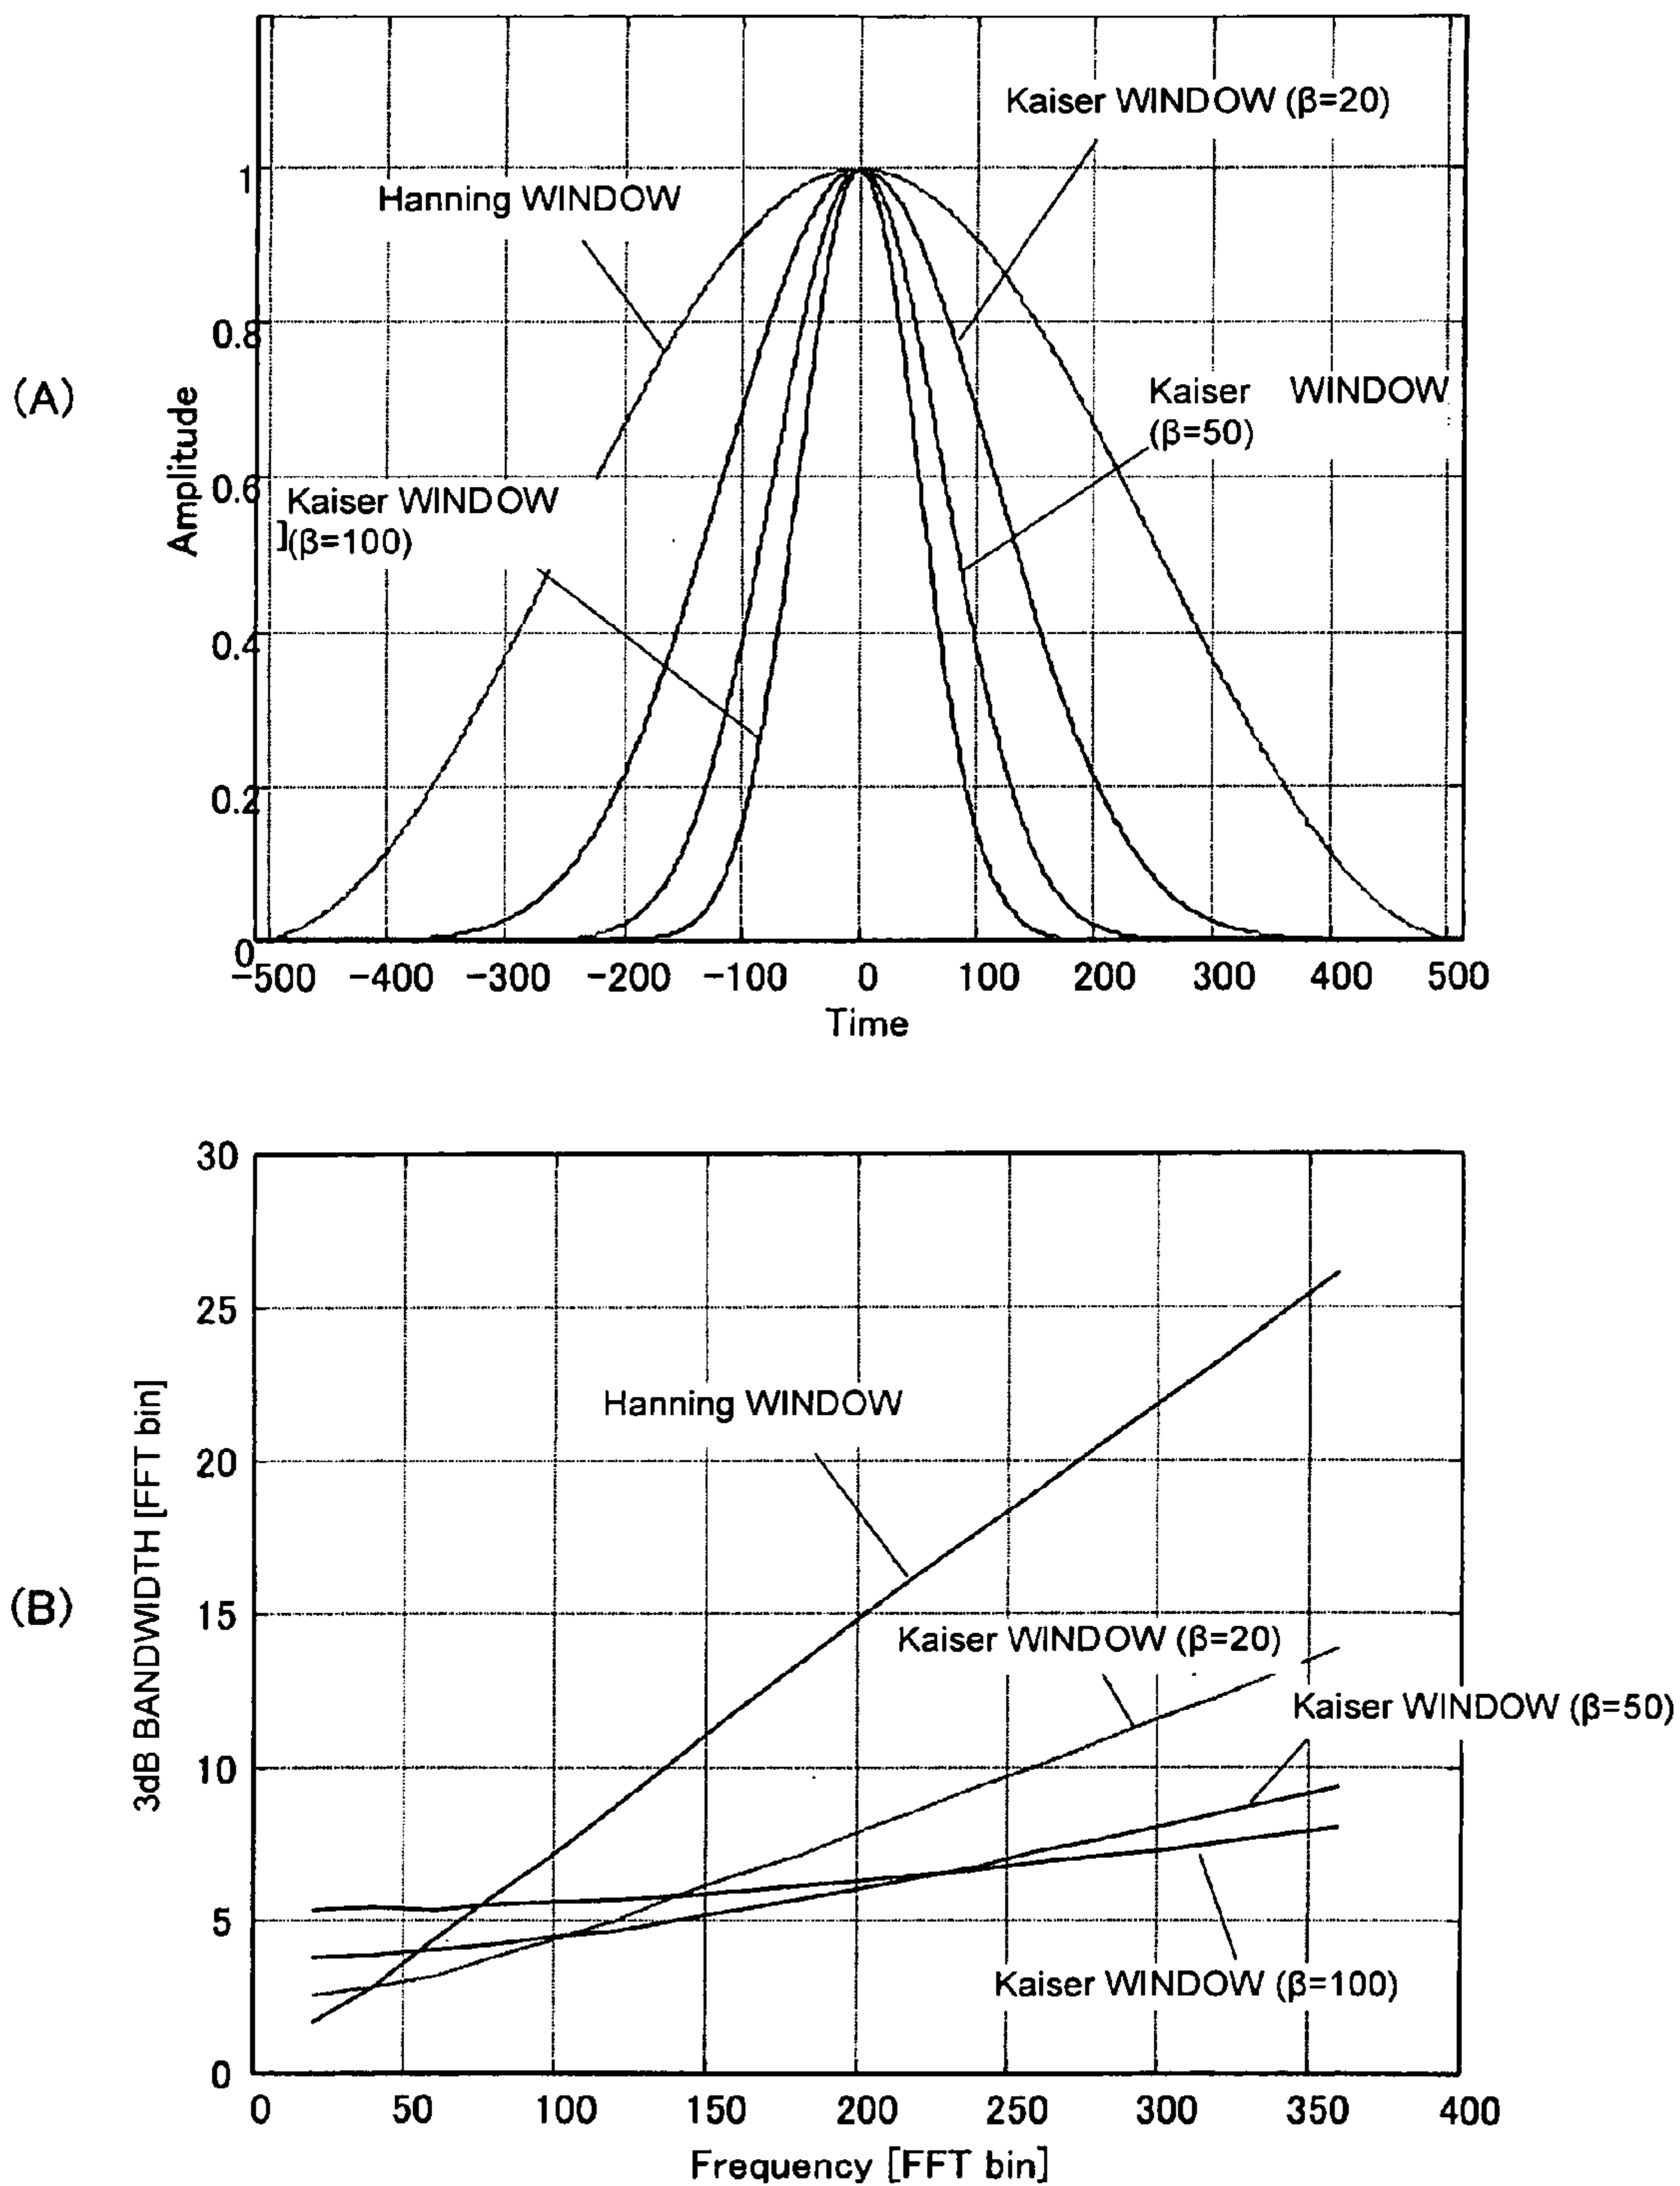 (A)
Amplitude
1
0.8
0.6
0.4
0.2
0
Kaiser WINDOW (β=20)
Hanning WINDOW
Kaiser WINDOW
(β=50)
Kaiser WINDOW
](β=100)
-500 -400 -300 -200 -100 0 100 200 300 400 500
Time
(B)
3dB BANDWIDTH [FFT bin]
30
25
20
15
10
5
0
Hanning WINDOW
Kaiser WINDOW (β=20)
Kaiser WINDOW (β=50)
Kaiser WINDOW (β=100)
0 50 100 150 200 250 300 350 400
Frequency [FFT bin]